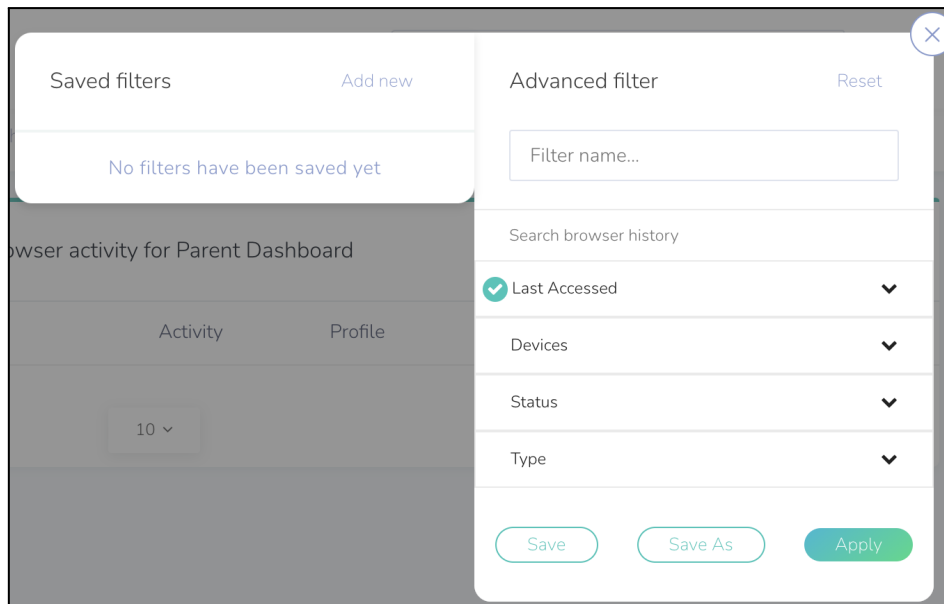 Saved filters
Add new
No filters have been saved yet
Advanced filter
Reset
Filter name...
Search browser history
Last Accessed
Devices
Status
Type
Save
Save As
Apply
activity for Parent Dashboard
Activity
Profile
10